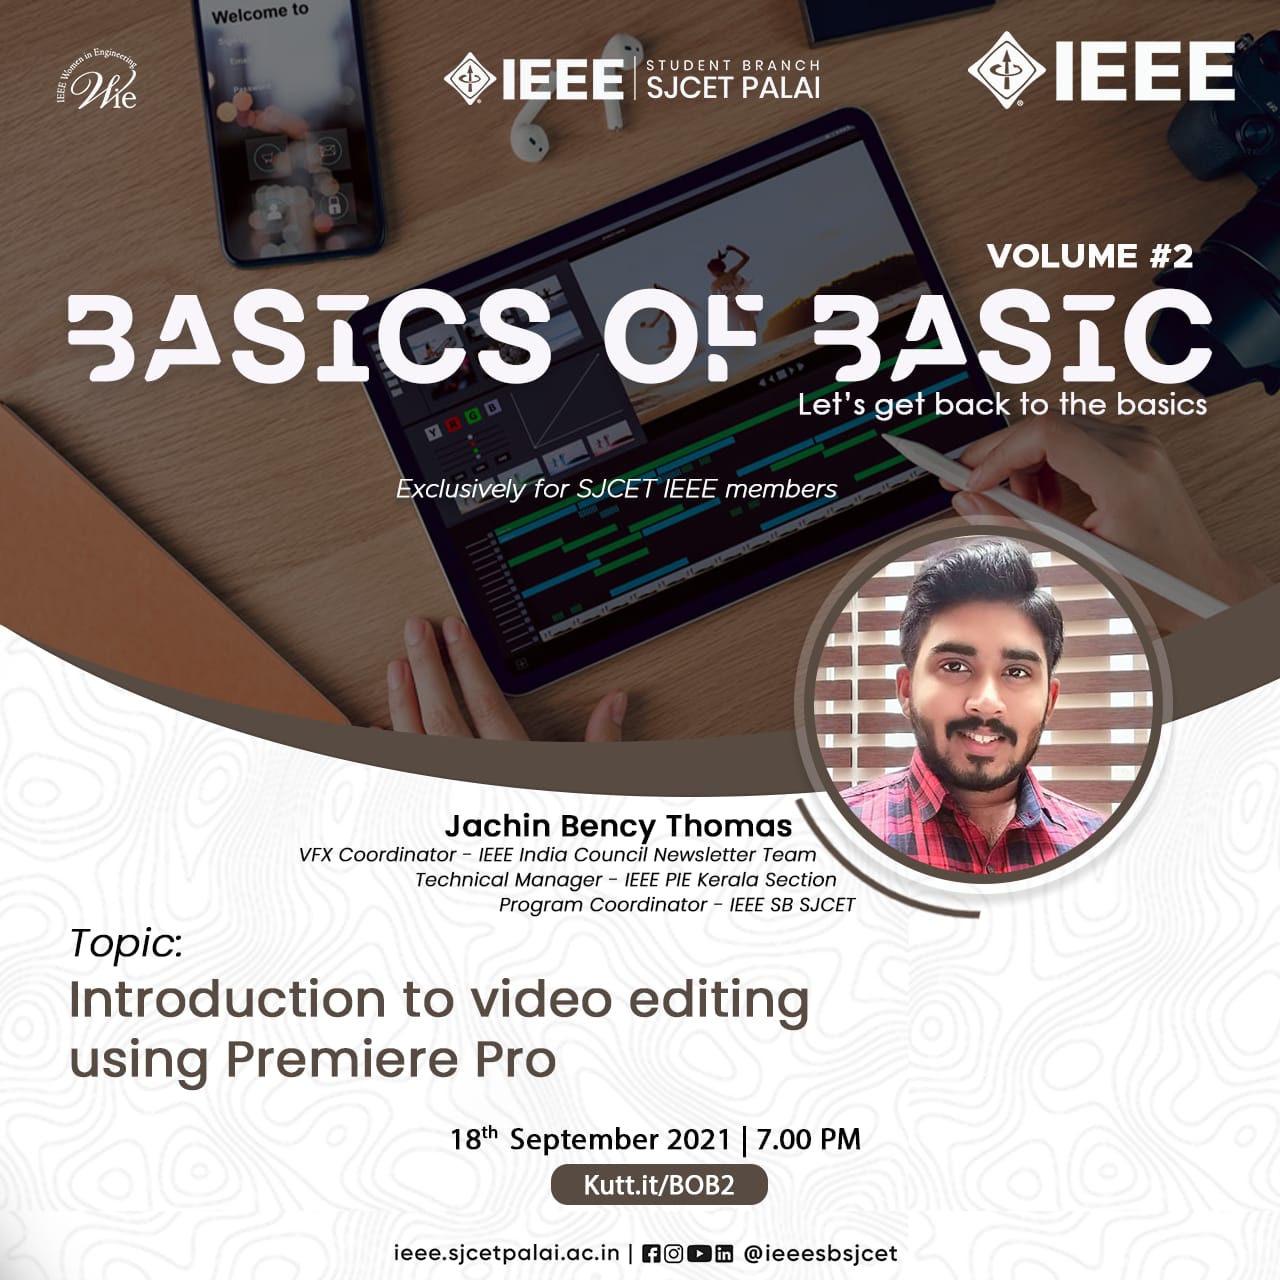 Welcome to
Email
Password
IEEE Women in Engineering
WIE
IEEE
STUDENT BRANCH
SJCET PALAI
IEEE
VOLUME #2
BASICS OF BASIC
Let's get back to the basics
Y R G B
Exclusively for SJCET IEEE members
Jachin Bency Thomas
VFX Coordinator - IEEE India Council Newsletter Team
Technical Manager - IEEE PIE Kerala Section
Program Coordinator - IEEE SB SJCET
Topic:
Introduction to video editing
using Premiere Pro
18th September 2021 | 7.00 PM
Kutt.it/BOB2
ieee.sjcetpalai.ac.in | @ieeesbsjcet